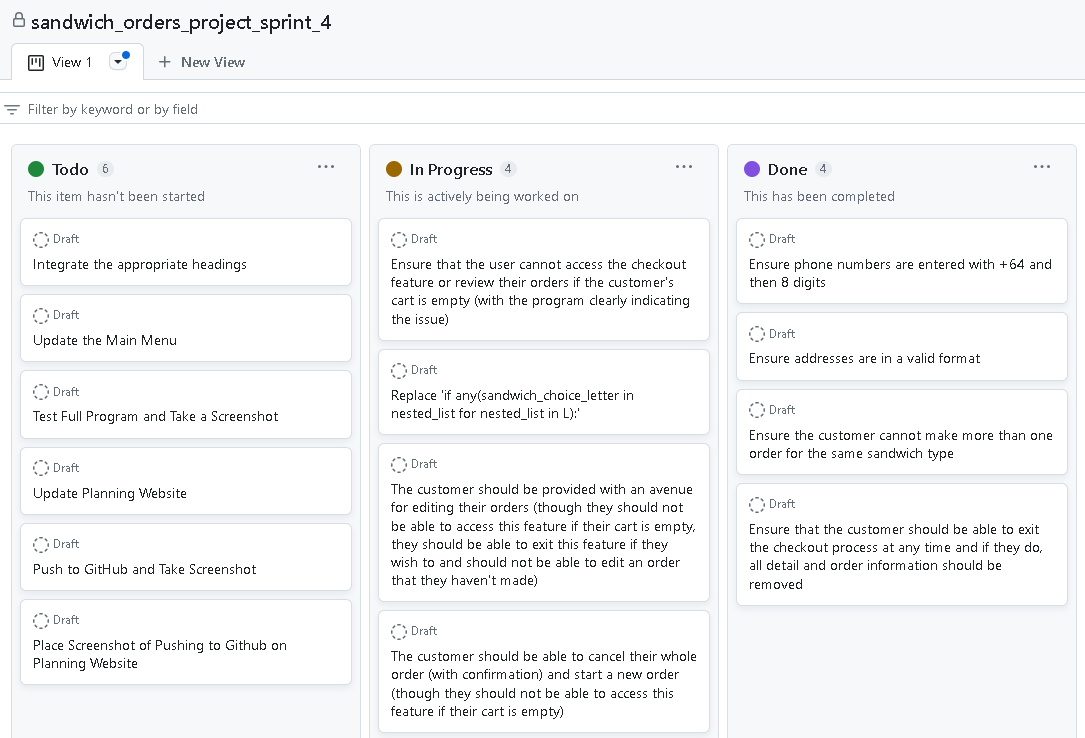 sandwich_orders_project_sprint_4
View 1
New View
Filter by keyword or by field
Todo 6
This item hasn't been started
Draft
Integrate the appropriate headings
Draft
Update the Main Menu
Draft
Test Full Program and Take a Screenshot
Draft
Update Planning Website
Draft
Push to GitHub and Take Screenshot
Draft
Place Screenshot of Pushing to Github on
Planning Website
In Progress 4
This is actively being worked on
Draft
Ensure that the user cannot access the checkout
feature or review their orders if the customer's
cart is empty (with the program clearly indicating
the issue)
Draft
Replace 'if any(sandwich_choice_letter in
nested_list for nested_list in L):'
Draft
The customer should be provided with an avenue
for editing their orders (though they should not
be able to access this feature if their cart is empty,
they should be able to exit this feature if they
wish to and should not be able to edit an order
that they haven't made)
Draft
The customer should be able to cancel their whole
order (with confirmation) and start a new order
(though they should not be able to access this
feature if their cart is empty)
Done 4
This has been completed
Draft
Ensure phone numbers are entered with +64 and
then 8 digits
Draft
Ensure addresses are in a valid format
Draft
Ensure the customer cannot make more than one
order for the same sandwich type
Draft
Ensure that the customer should be able to exit
the checkout process at any time and if they do,
all detail and order information should be
removed